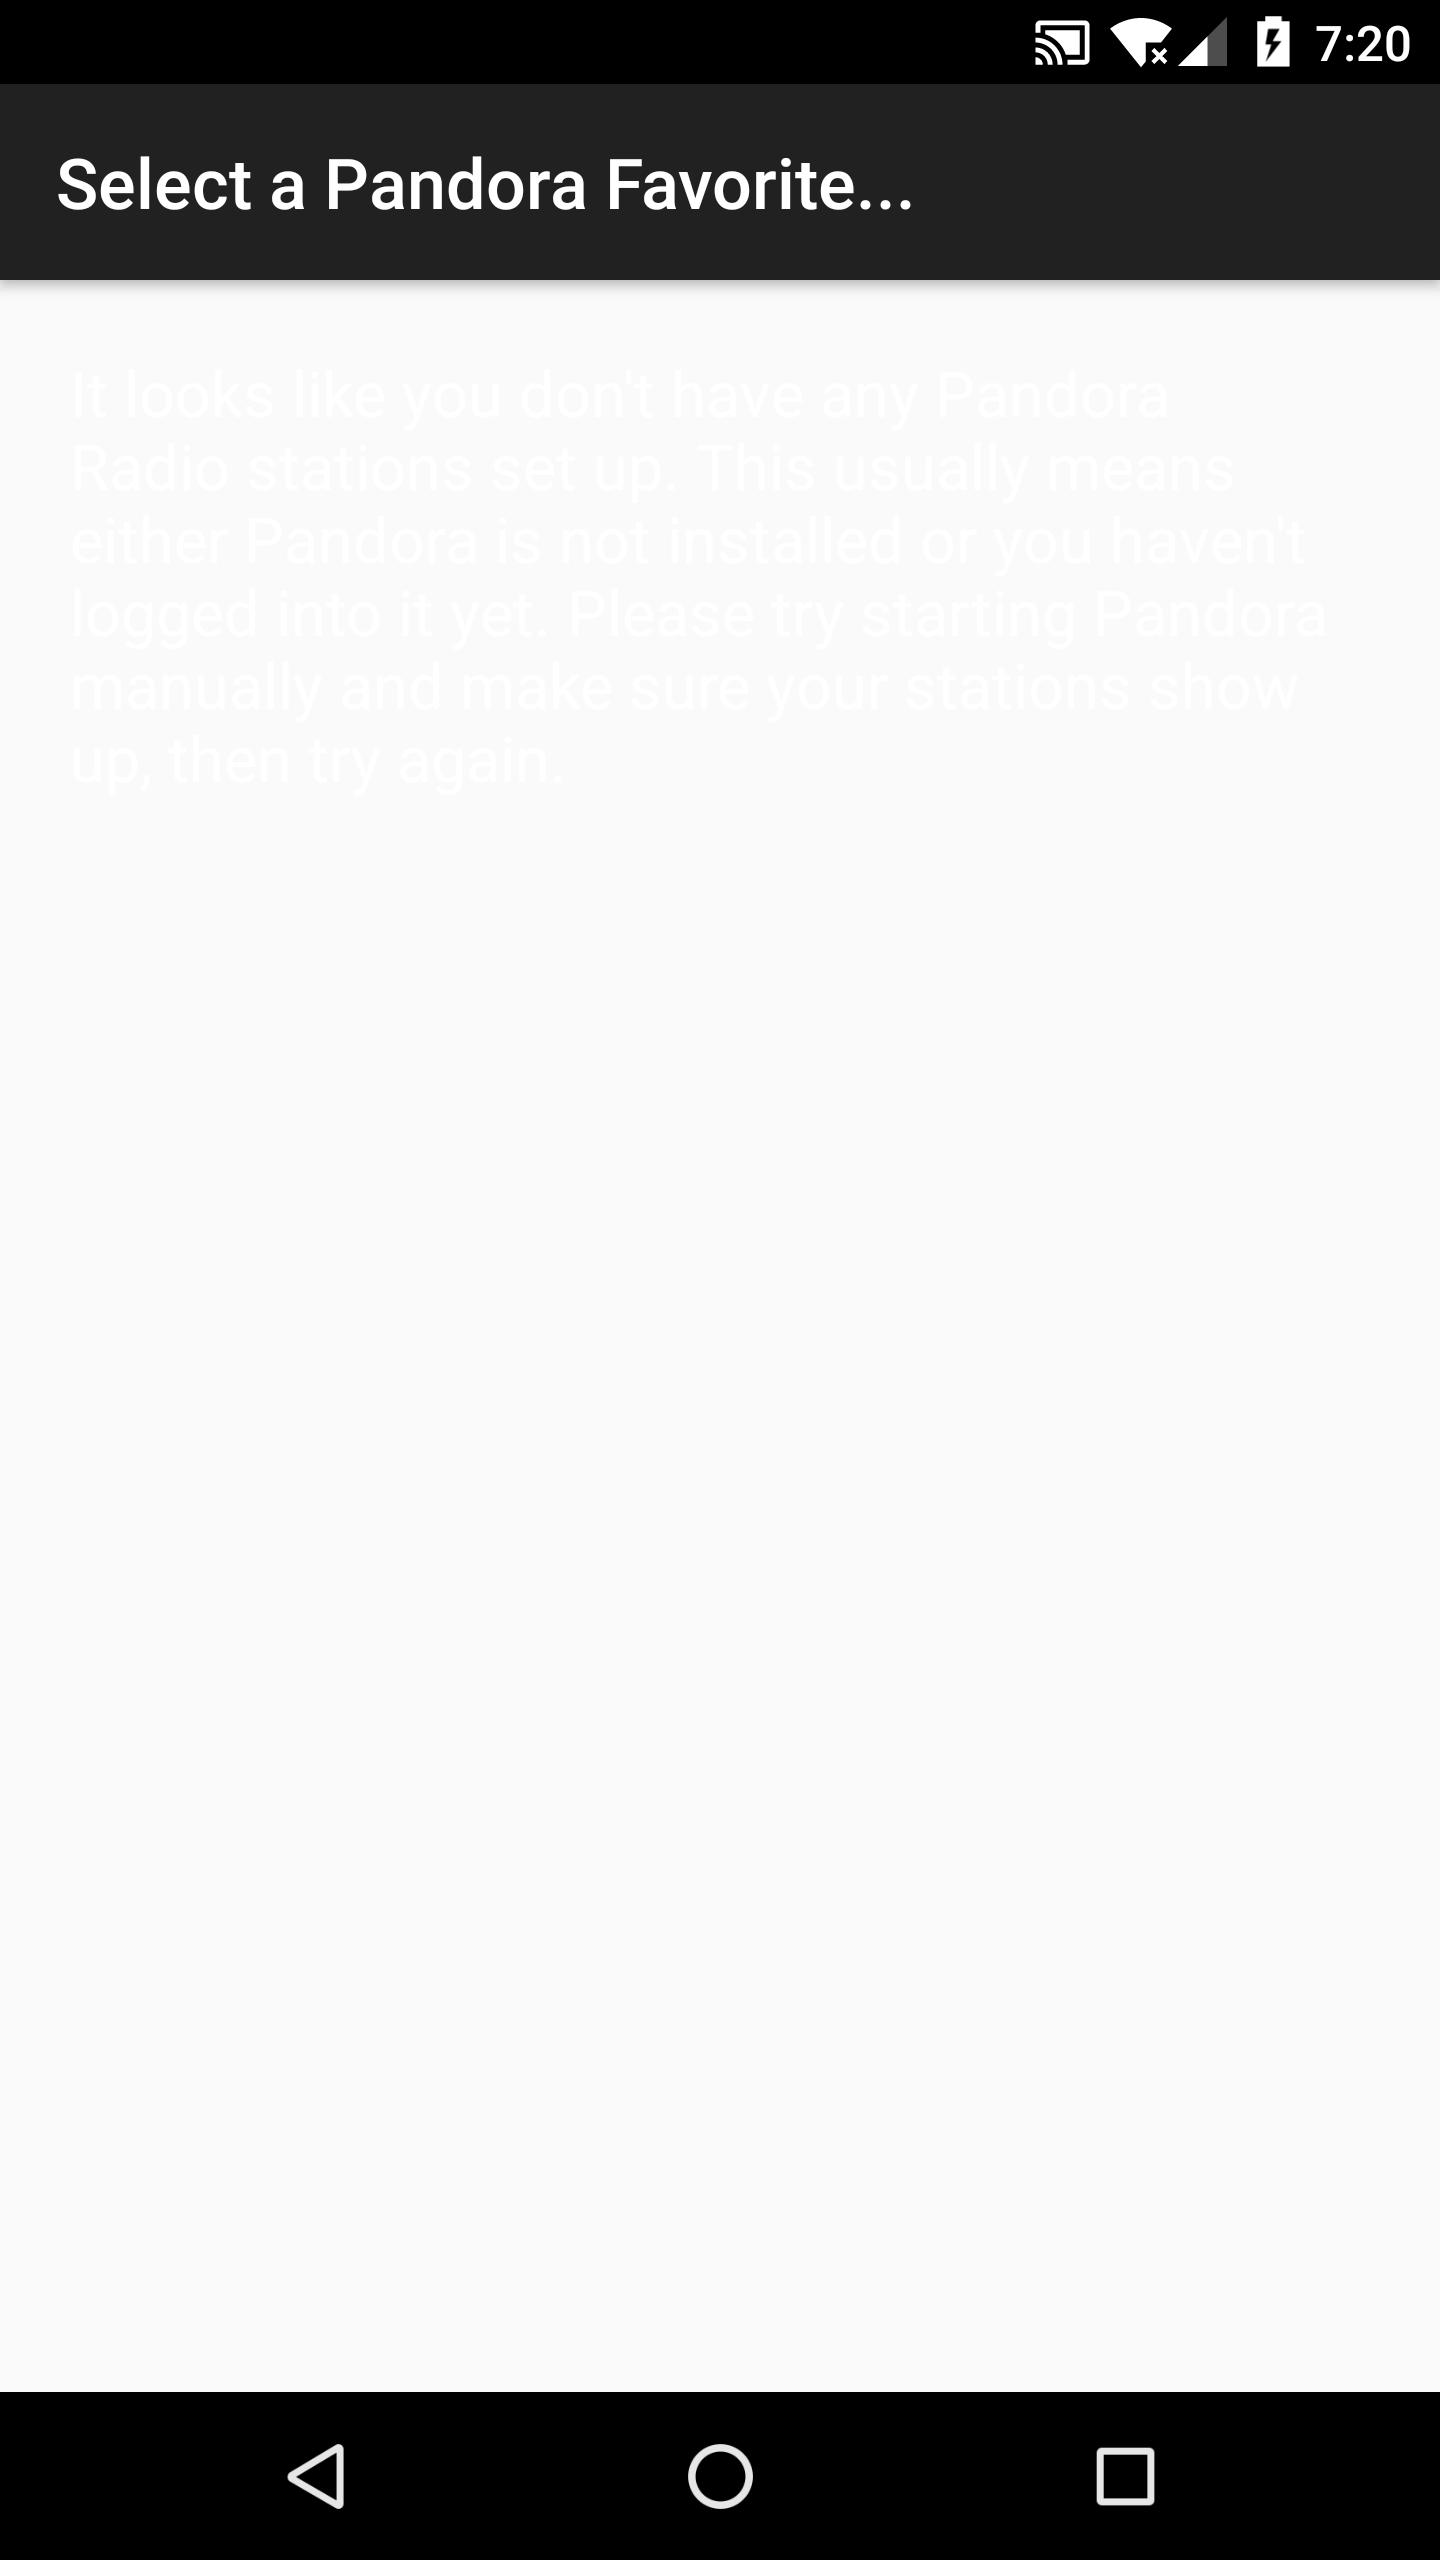 7:20
Select a Pandora Favorite...
It looks like you don't have any Pandora
Radio stations set up. This usually means
either Pandora is not installed or you haven't
logged into it yet. Please try starting Pandora
manually and make sure your stations show
up, then try again.